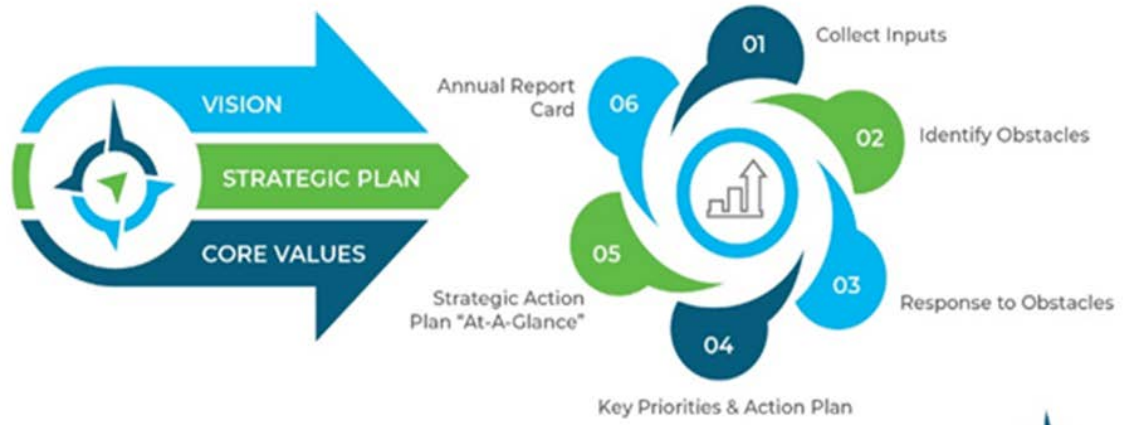 VISION
STRATEGIC PLAN
CORE VALUES
01
Collect Inputs
02
Identify Obstacles
03
Response to Obstacles
04
Key Priorities & Action Plan
05
Strategic Action
Plan "At-A-Glance"
06
Annual Report
Card